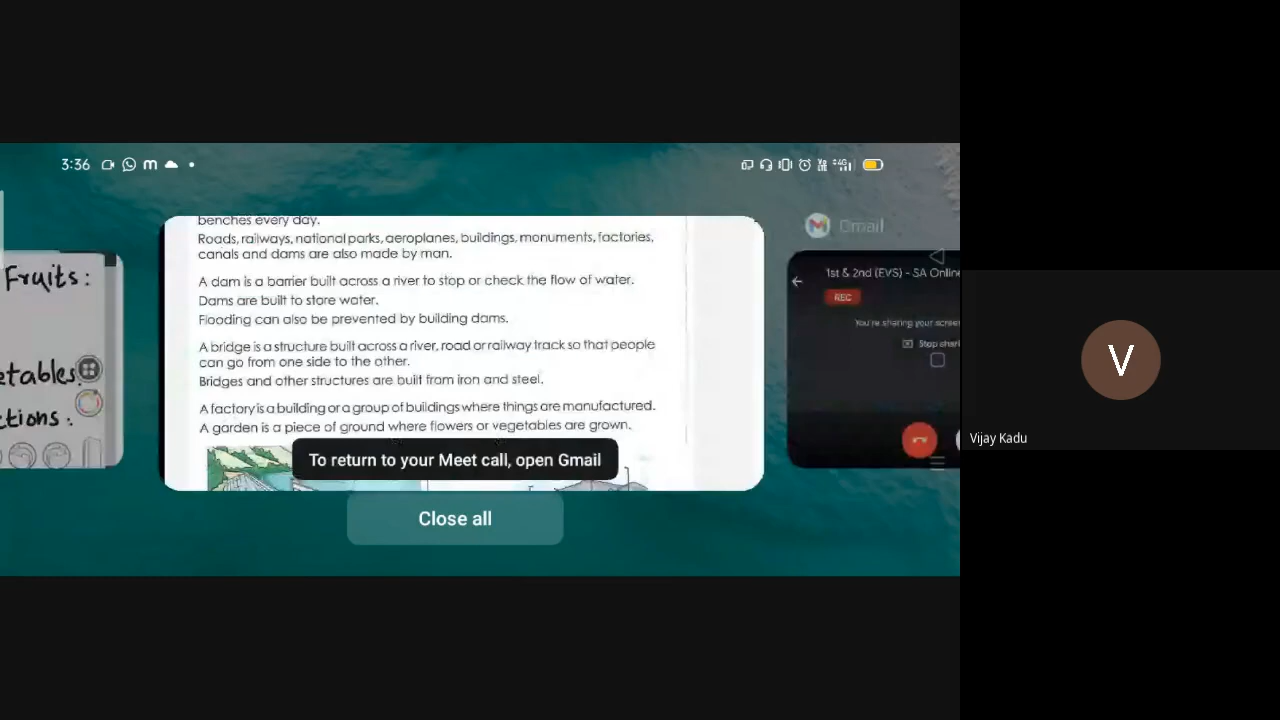 3:36
m
4G
benches every day.
Roads, railways, national parks, aeroplanes, buildings, monuments, factories,
canals and dams are also made by man.
A dam is a barrier built across a river to stop or check the flow of water.
Dams are built to store water.
Flooding can also be prevented by building dams.
A bridge is a structure built across a river, road or railway track so that people
can go from one side to the other.
Bridges and other structures are built from iron and steel.
A factory is a building or a group of buildings where things are manufactured.
A garden is a piece of ground where flowers or vegetables are grown.
To return to your Meet call, open Gmail
Close all
Fruits:
etables:
ctions:
Gmail
1st & 2nd (EVS) - SA Online
REC
You're sharing your screen
Stop shari
V
Vijay Kadu